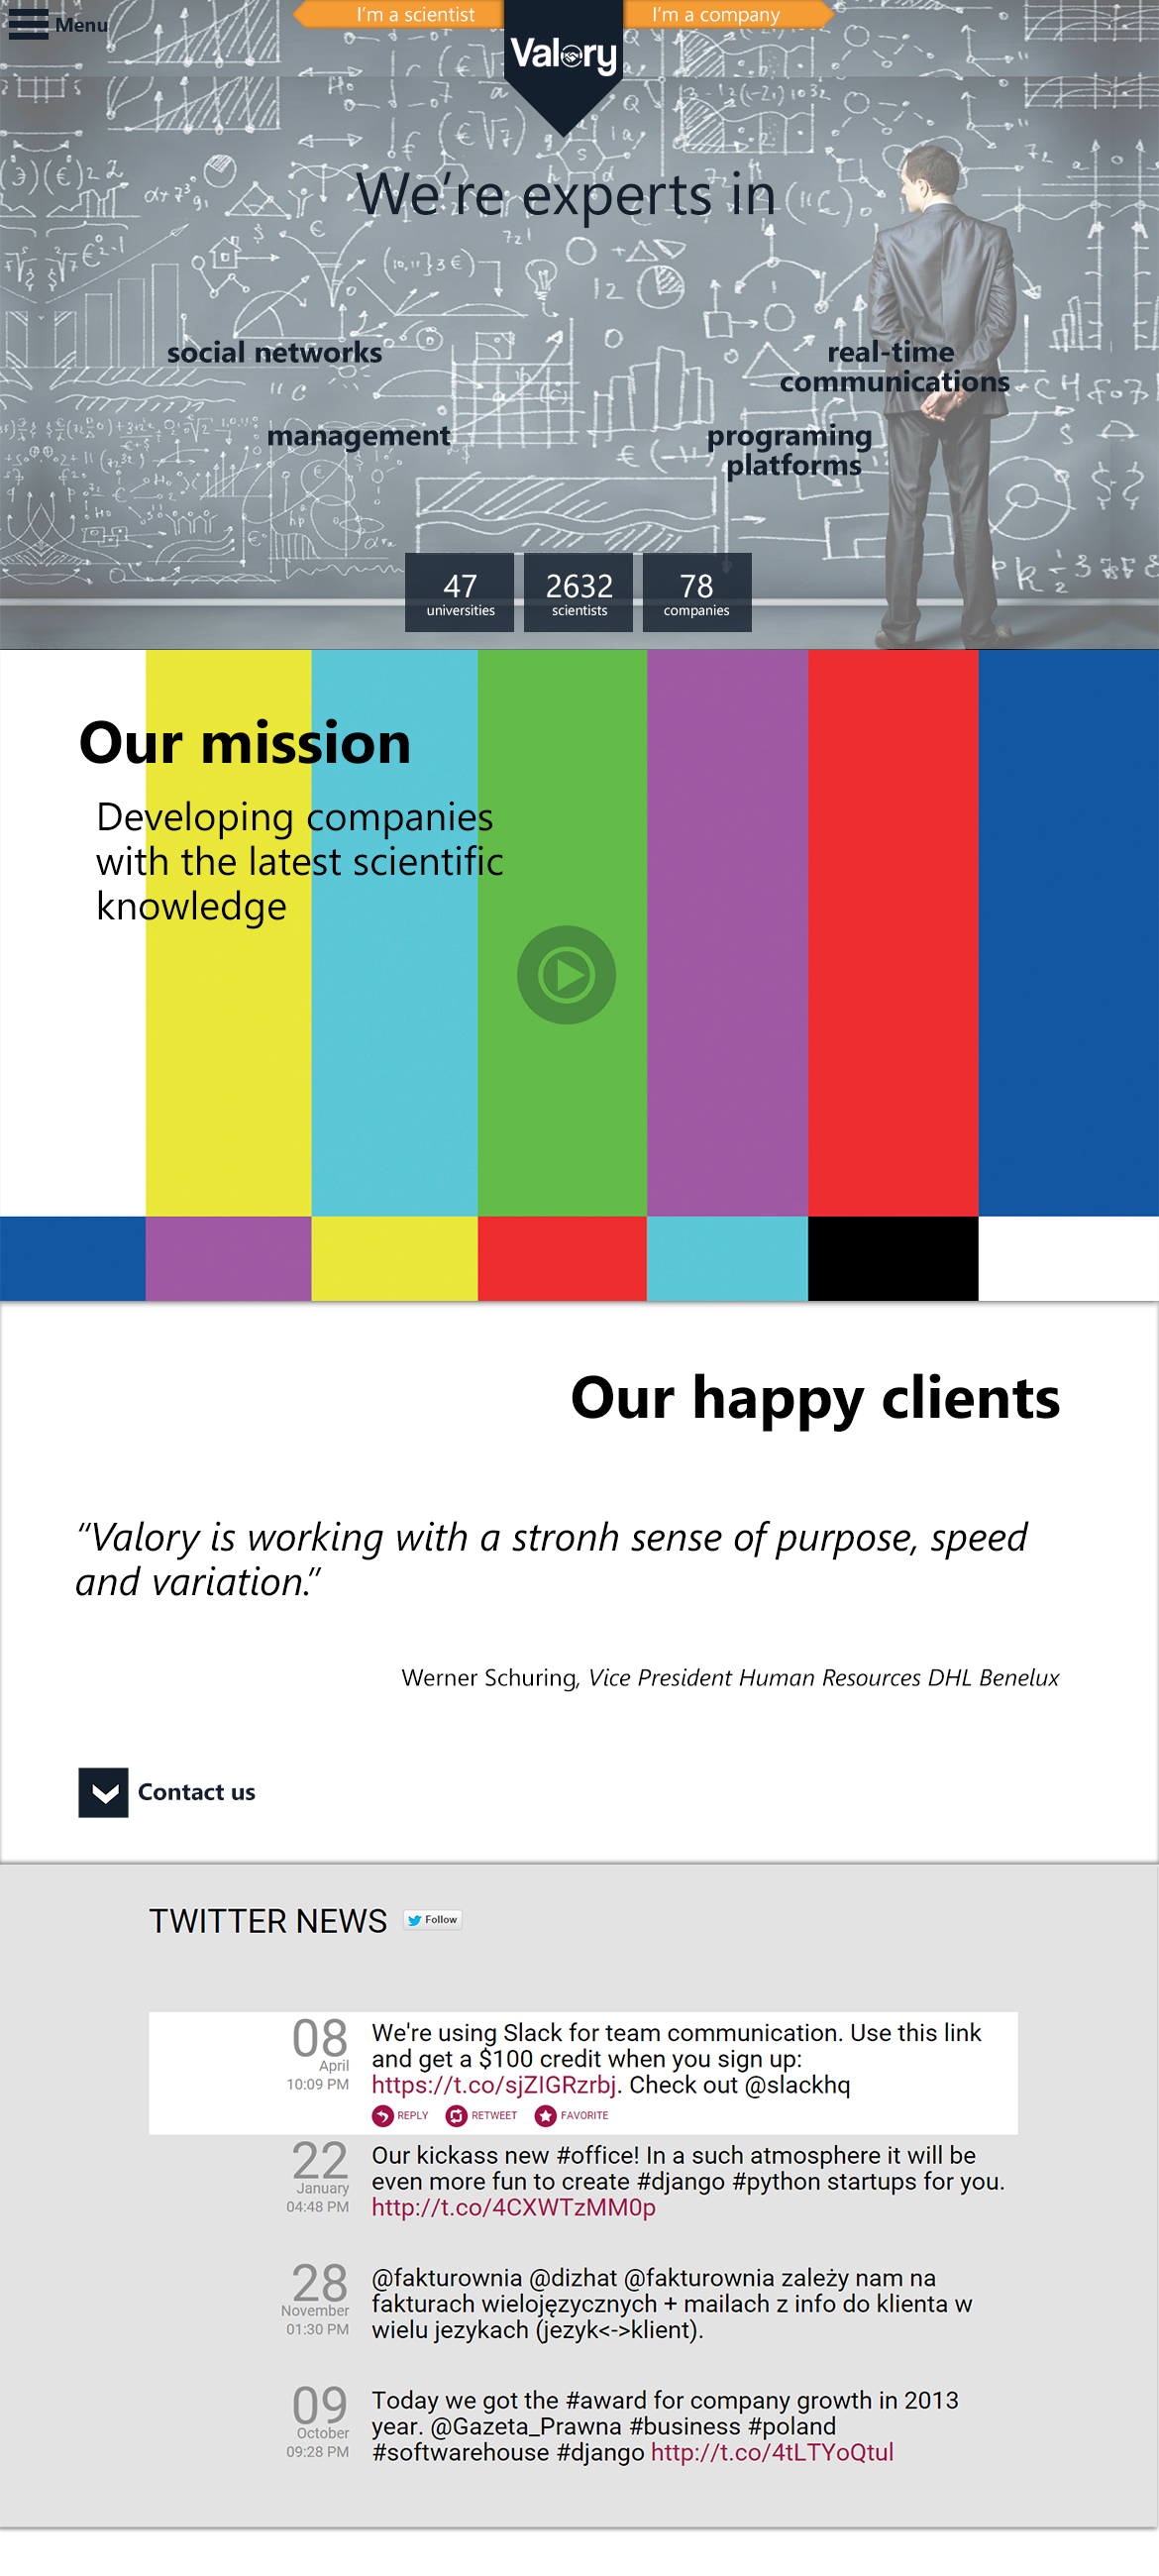 Menu
I'm a scientist
Valory
I'm a company
We're experts in
social networks
real-time
communications
management
programing
platforms
47
universities
2632
scientists
78
companies
Our mission
Developing companies
with the latest scientific
knowledge
Our happy clients
“Valory is working with a stronh sense of purpose, speed
and variation.”
Werner Schuring, Vice President Human Resources DHL Benelux
Contact us
TWITTER NEWS
Follow
08
April
10:09 PM
We're using Slack for team communication. Use this link
and get a $100 credit when you sign up:
https://t.co/sjZIGRzrbj. Check out @slackhq
REPLY RETWEET FAVORITE
22
January
04:48 PM
Our kickass new #office! In a such atmosphere it will be
even more fun to create #django #python startups for you.
http://t.co/4CXWTzMM0p
28
November
01:30 PM
@fakturownia @dizhat @fakturownia zależy nam na
fakturach wielojęzycznych + mailach z info do klienta w
wielu jezykach (jezyk<->klient).
09
October
09:28 PM
Today we got the #award for company growth in 2013
year. @Gazeta_Prawna #business #poland
#softwarehouse #django http://t.co/4tLTYoQtul